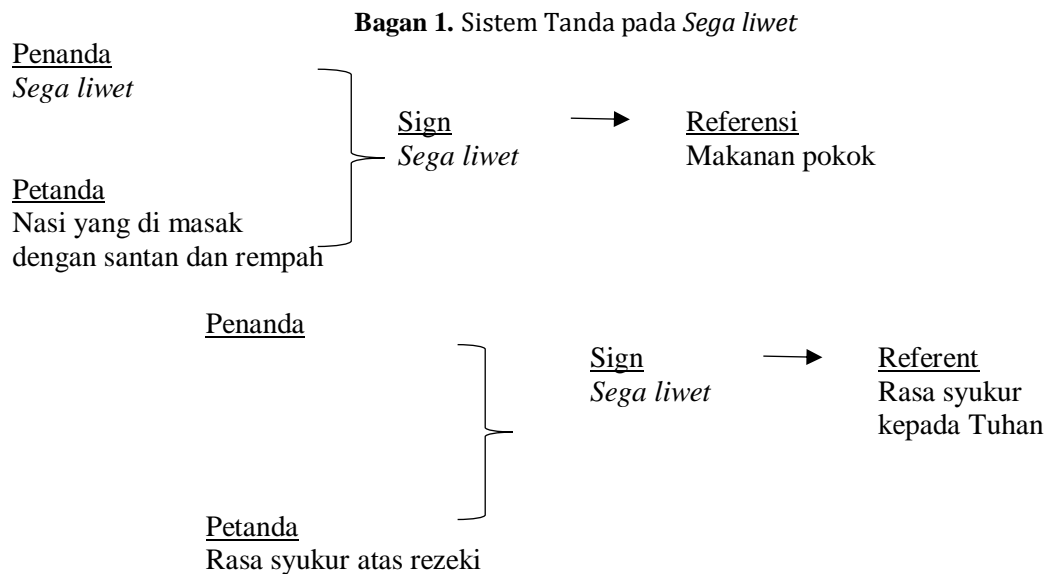 Bagan 1. Sistem Tanda pada Sega liwet
Penanda
Sega liwet
Sign
Sega liwet
Referensi
Makanan pokok
Petanda
Nasi yang di masak
dengan santan dan rempah
Penanda
Sign
Sega liwet
Referent
Rasa syukur
kepada Tuhan
Petanda
Rasa syukur atas rezeki